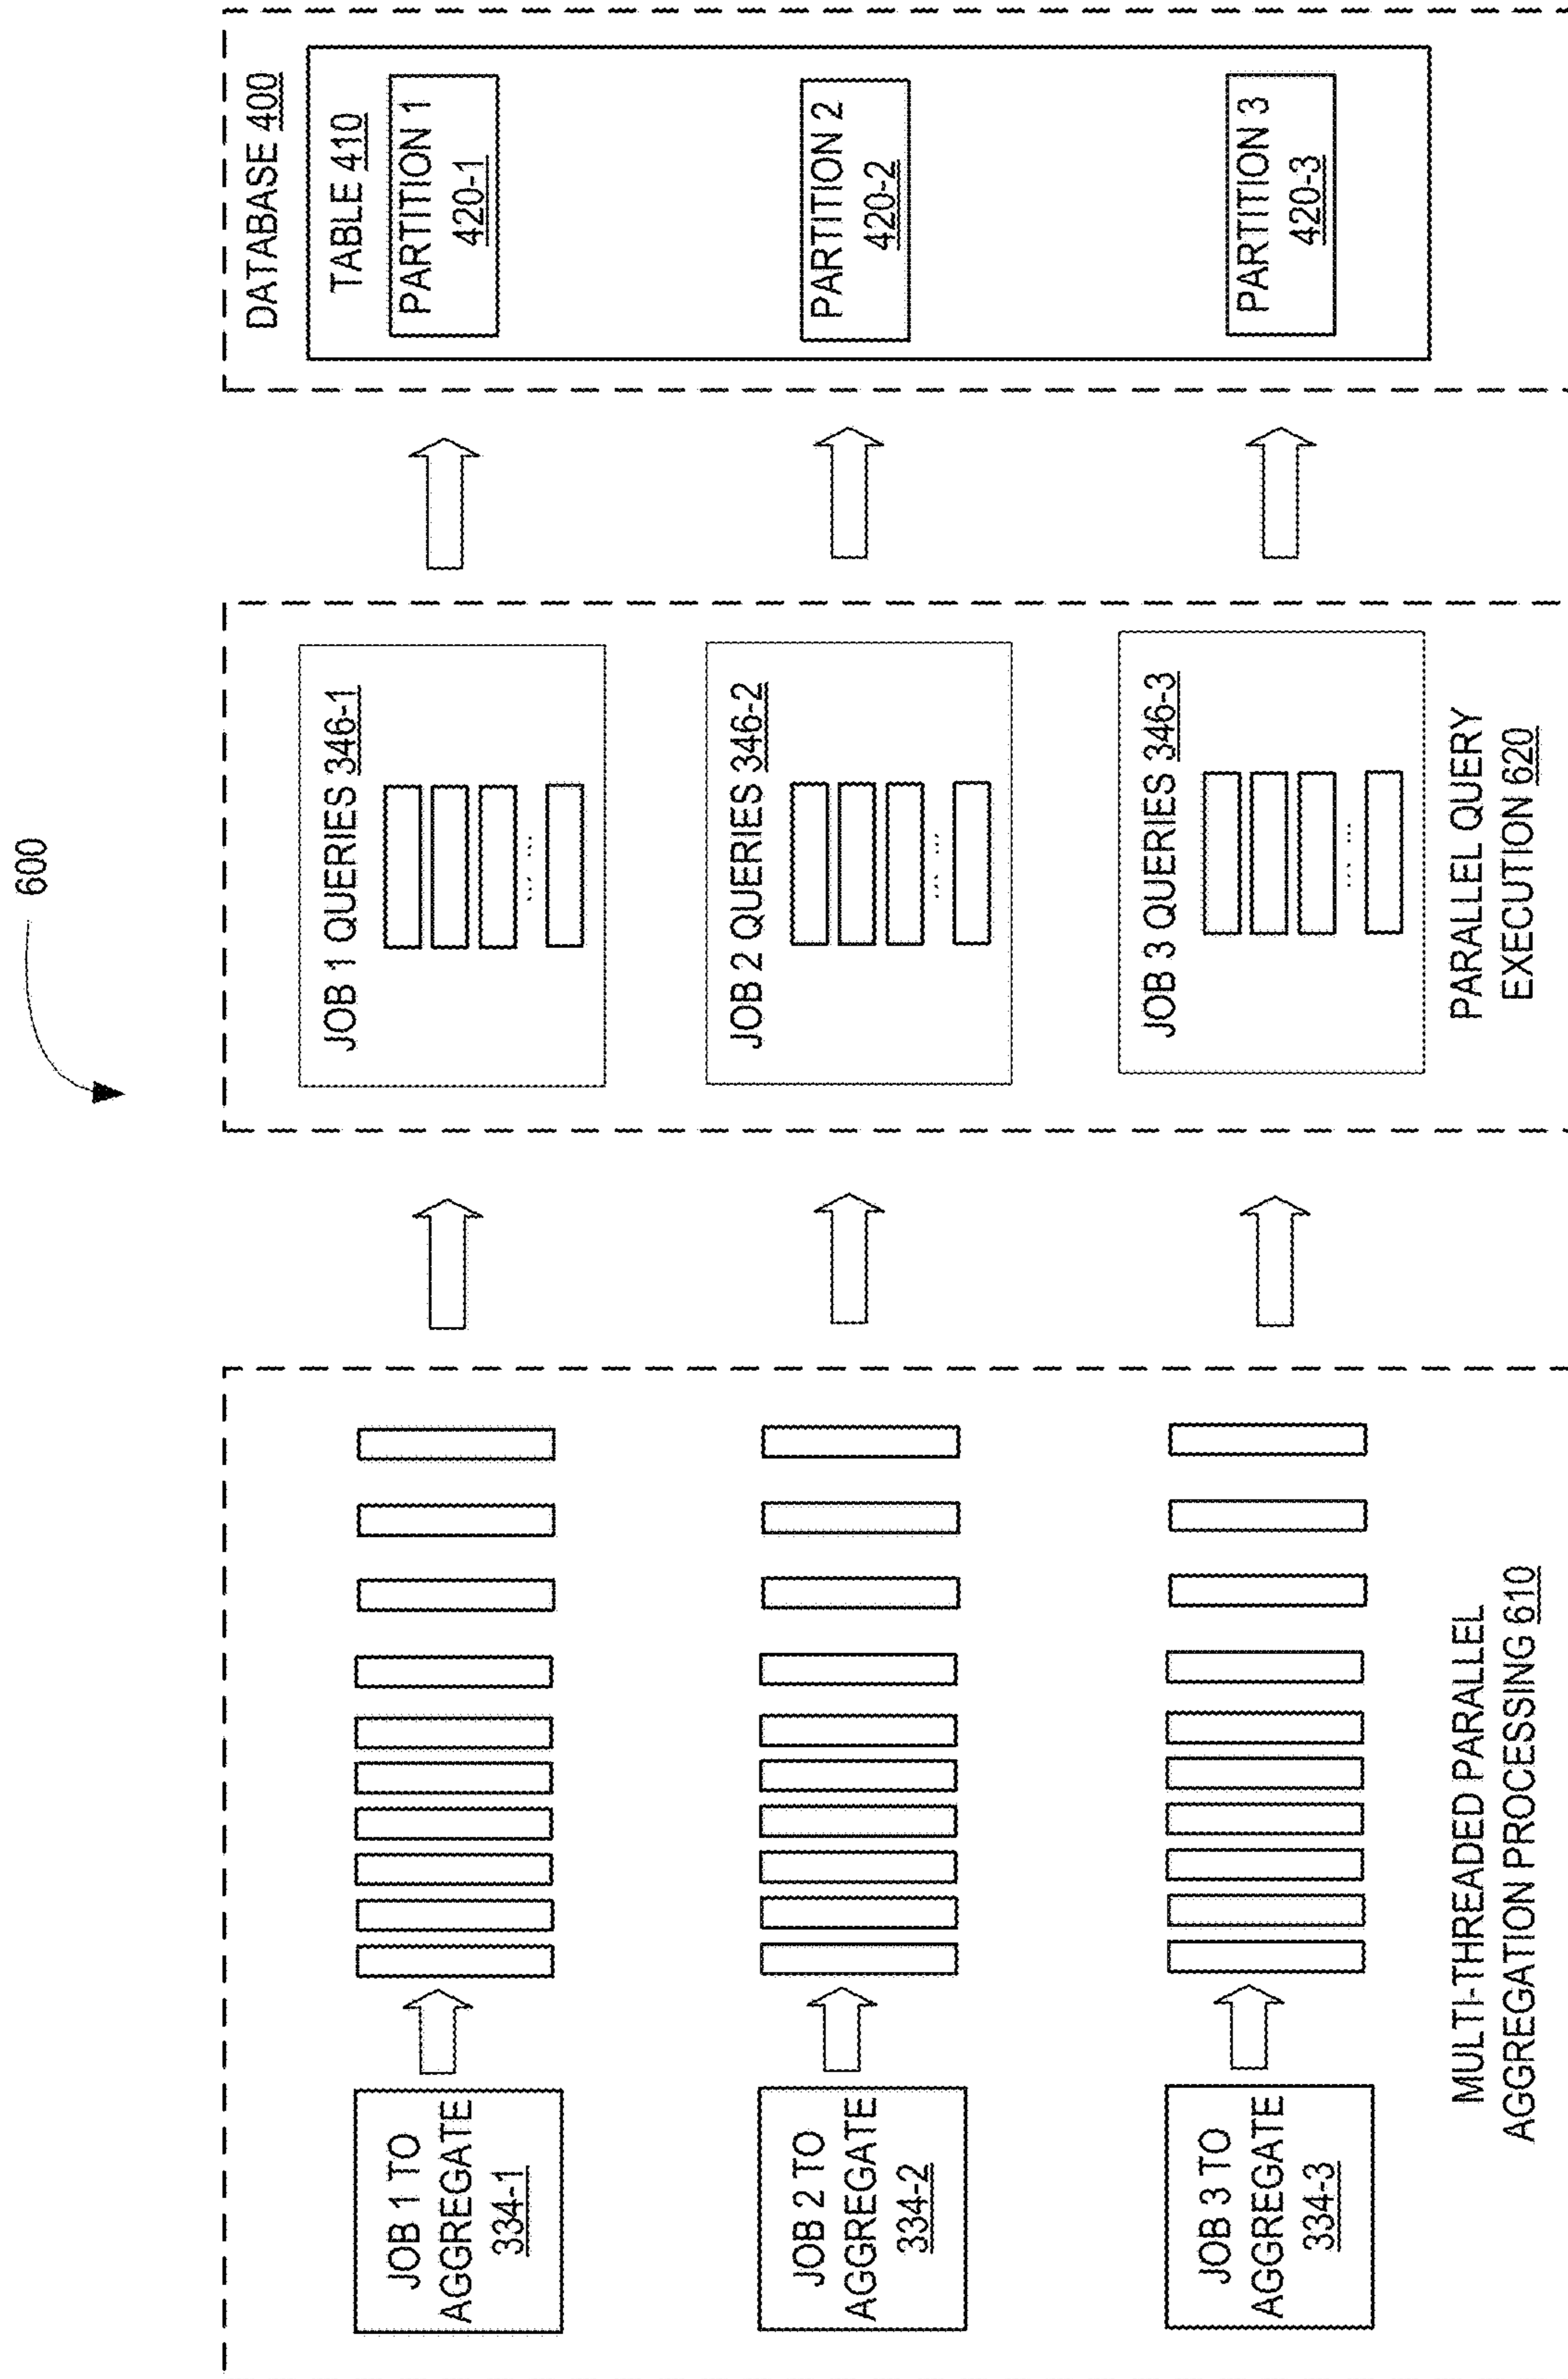 600
JOB 1 TO
AGGREGATE
334-1
JOB 2 TO
AGGREGATE
334-2
JOB 3 TO
AGGREGATE
334-3
MULTI-THREADED PARALLEL
AGGREGATION PROCESSING 610
JOB 1 QUERIES 346-1
...
JOB 2 QUERIES 346-2
...
JOB 3 QUERIES 346-3
...
PARALLEL QUERY
EXECUTION 620
DATABASE 400
TABLE 410
PARTITION 1
420-1
PARTITION 2
420-2
PARTITION 3
420-3